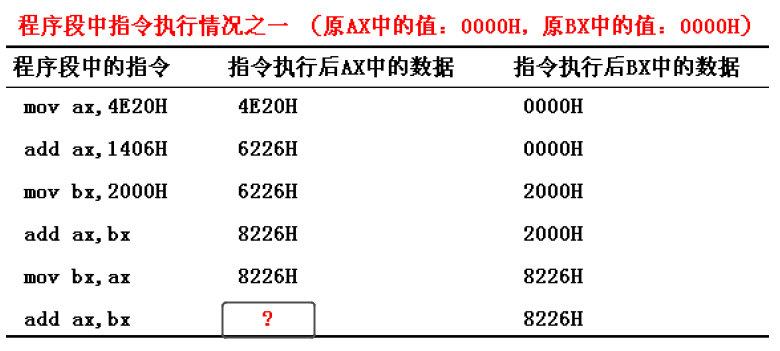 程序段中指令执行情况之一 (原AX中的值：0000H，原BX中的值：0000H)
程序段中的指令 指令执行后AX中的数据 指令执行后BX中的数据
mov ax,4E20H 4E20H 0000H
add ax,1406H 6226H 0000H
mov bx,2000H 6226H 2000H
add ax,bx 8226H 2000H
mov bx,ax 8226H 8226H
add ax,bx ? 8226H